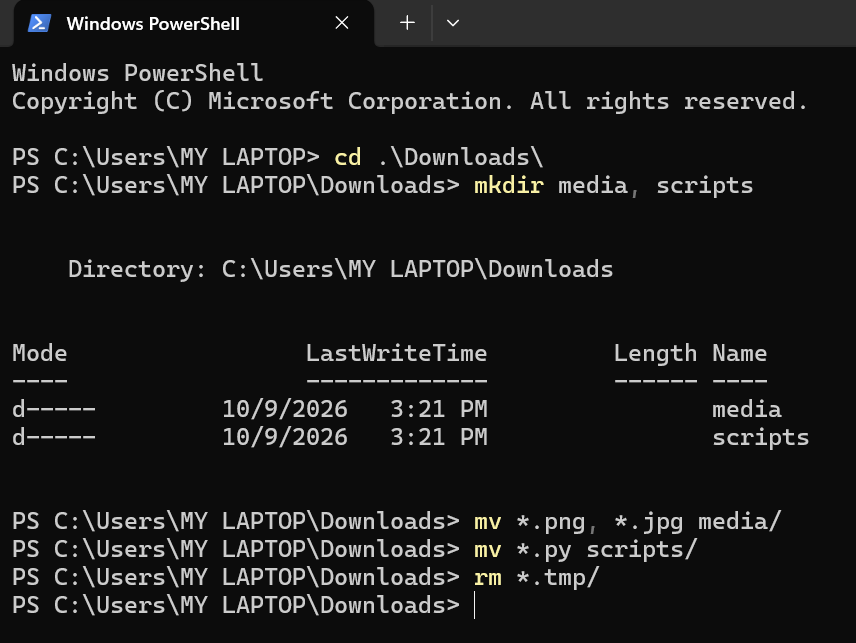 Windows PowerShell
Windows PowerShell
Copyright (C) Microsoft Corporation. All rights reserved.
PS C:\Users\MY LAPTOP> cd .\Downloads\
PS C:\Users\MY LAPTOP\Downloads> mkdir media, scripts
Directory: C:\Users\MY LAPTOP\Downloads
Mode                 LastWriteTime         Length Name
----                 -------------         ------ ----
d-----         10/9/2026   3:21 PM                media
d-----         10/9/2026   3:21 PM                scripts
PS C:\Users\MY LAPTOP\Downloads> mv *.png, *.jpg media/
PS C:\Users\MY LAPTOP\Downloads> mv *.py scripts/
PS C:\Users\MY LAPTOP\Downloads> rm *.tmp/
PS C:\Users\MY LAPTOP\Downloads>